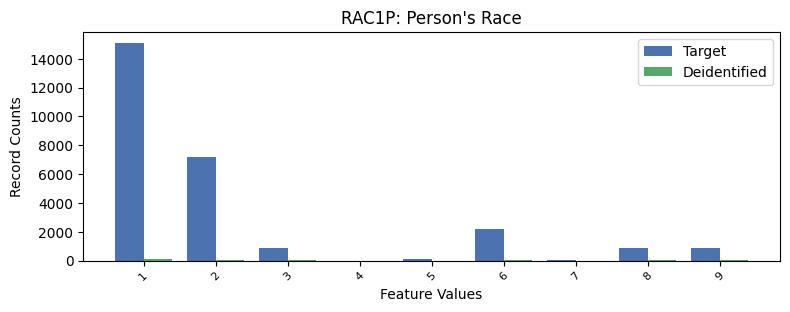 RAC1P: Person's Race
Target
Deidentified
Record Counts
14000
12000
10000
8000
6000
4000
2000
0
1 2 3 4 5 6 7 8 9
Feature Values